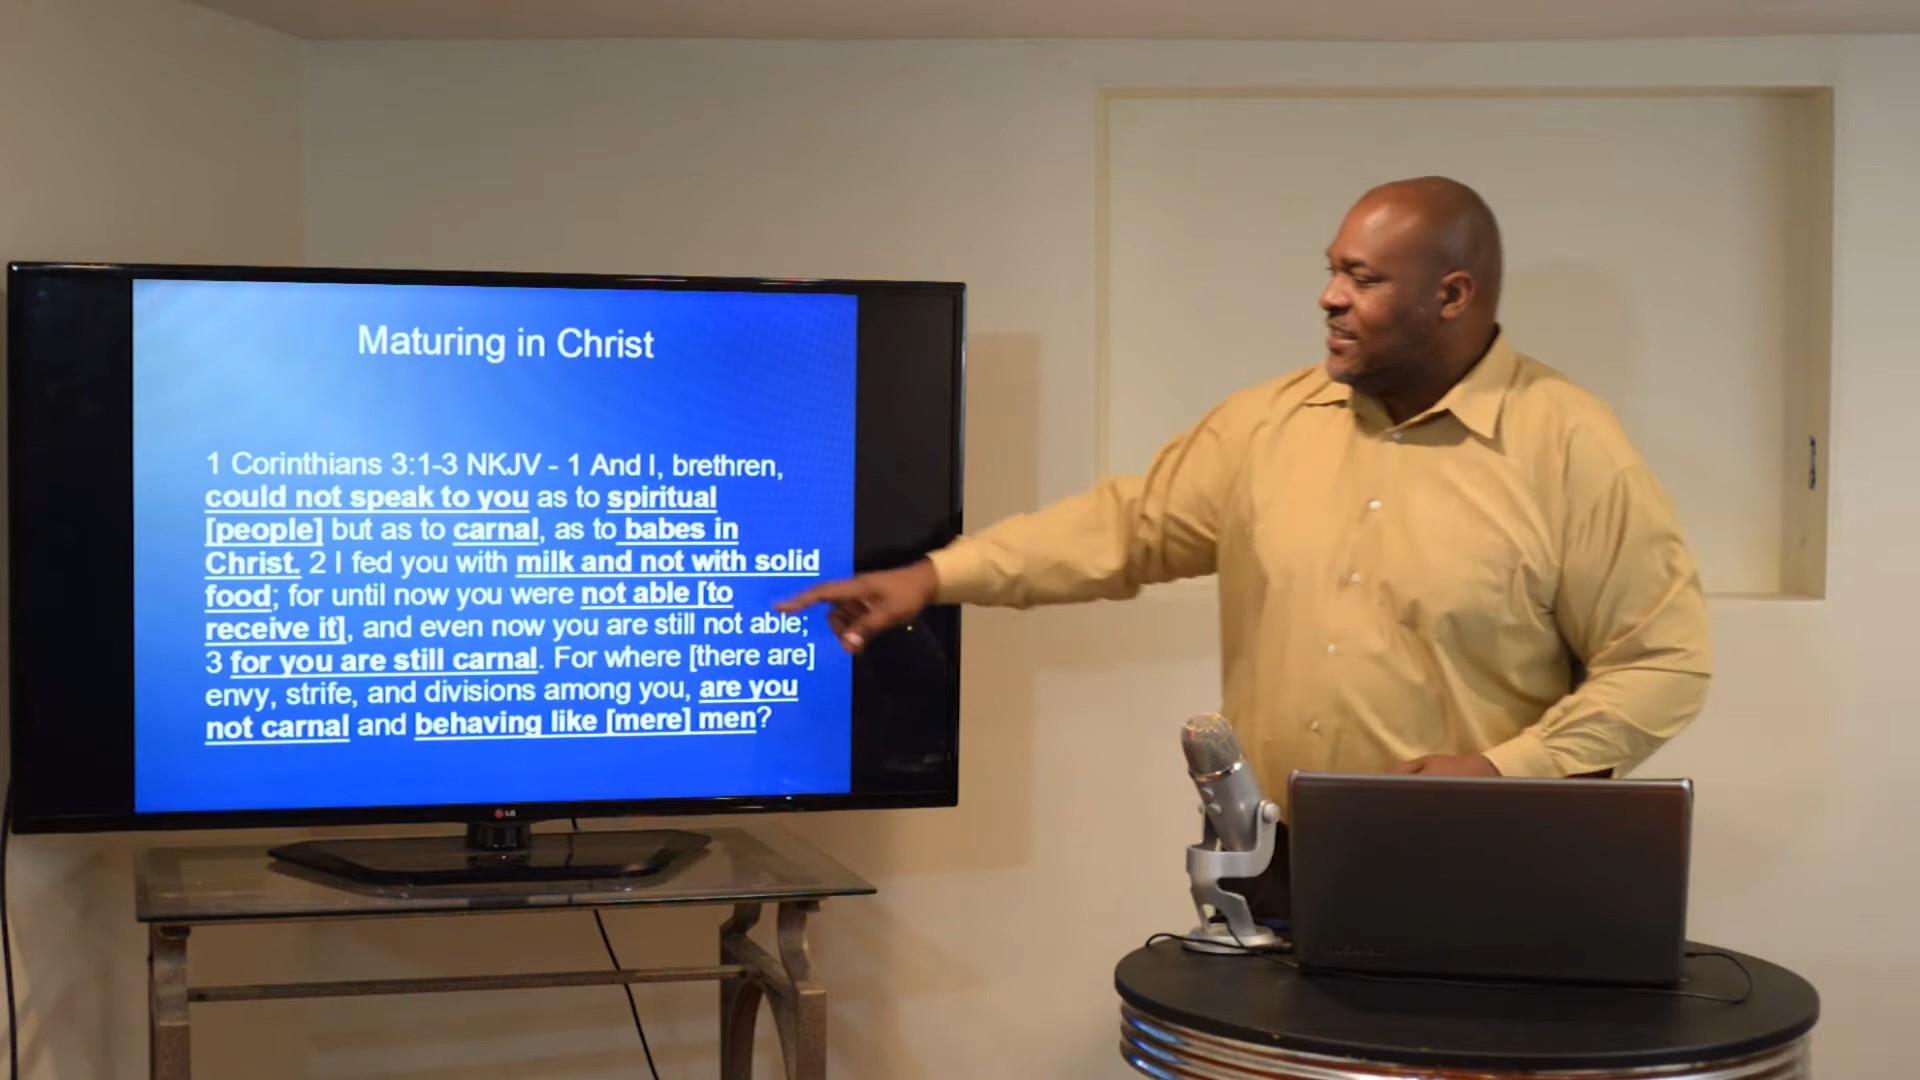 Maturing in Christ
1 Corinthians 3:1-3 NKJV - 1 And I, brethren,
could not speak to you as to spiritual
[people] but as to carnal, as to babes in
Christ. 2 I fed you with milk and not with solid
food; for until now you were not able [to
receive it], and even now you are still not able;
3 for you are still carnal. For where [there are]
envy, strife, and divisions among you, are you
not carnal and behaving like [mere] men?
LG